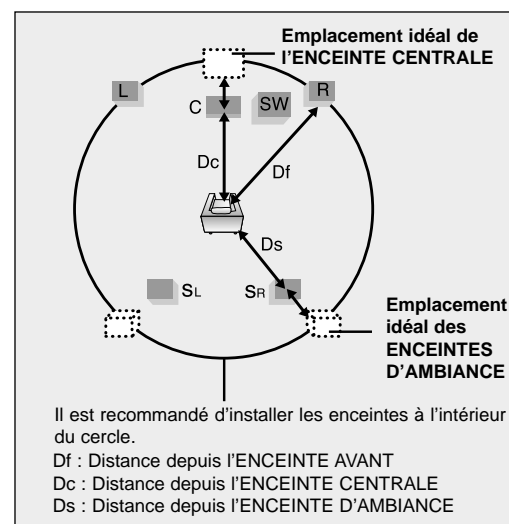 Emplacement idéal de
l'ENCEINTE CENTRALE
L
R
C
SW
Dc
Df
Ds
SL
SR
Emplacement
idéal des
ENCEINTES
D'AMBIANCE
Il est recommandé d'installer les enceintes à l'intérieur
du cercle.
Df : Distance depuis l'ENCEINTE AVANT
Dc : Distance depuis l'ENCEINTE CENTRALE
Ds : Distance depuis l'ENCEINTE D'AMBIANCE